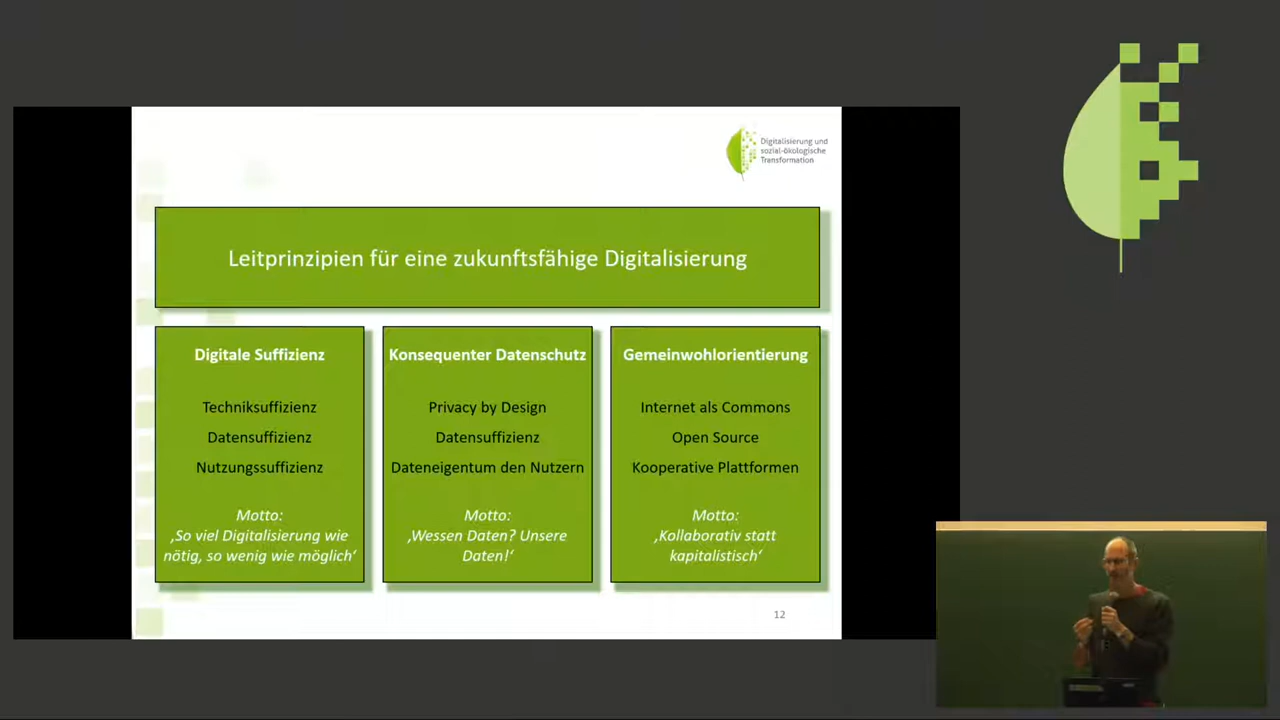 Digitalisierung und
sozial-ökologische
Transformation
Leitprinzipien für eine zukunftsfähige Digitalisierung
Digitale Suffizienz
Techniksuffizienz
Datensuffizienz
Nutzungssuffizienz
Motto:
‚So viel Digitalisierung wie
nötig, so wenig wie möglich‘
Konsequenter Datenschutz
Privacy by Design
Datensuffizienz
Dateneigentum den Nutzern
Motto:
‚Wessen Daten? Unsere
Daten!‘
Gemeinwohlorientierung
Internet als Commons
Open Source
Kooperative Plattformen
Motto:
‚Kollaborativ statt
kapitalistisch‘
12